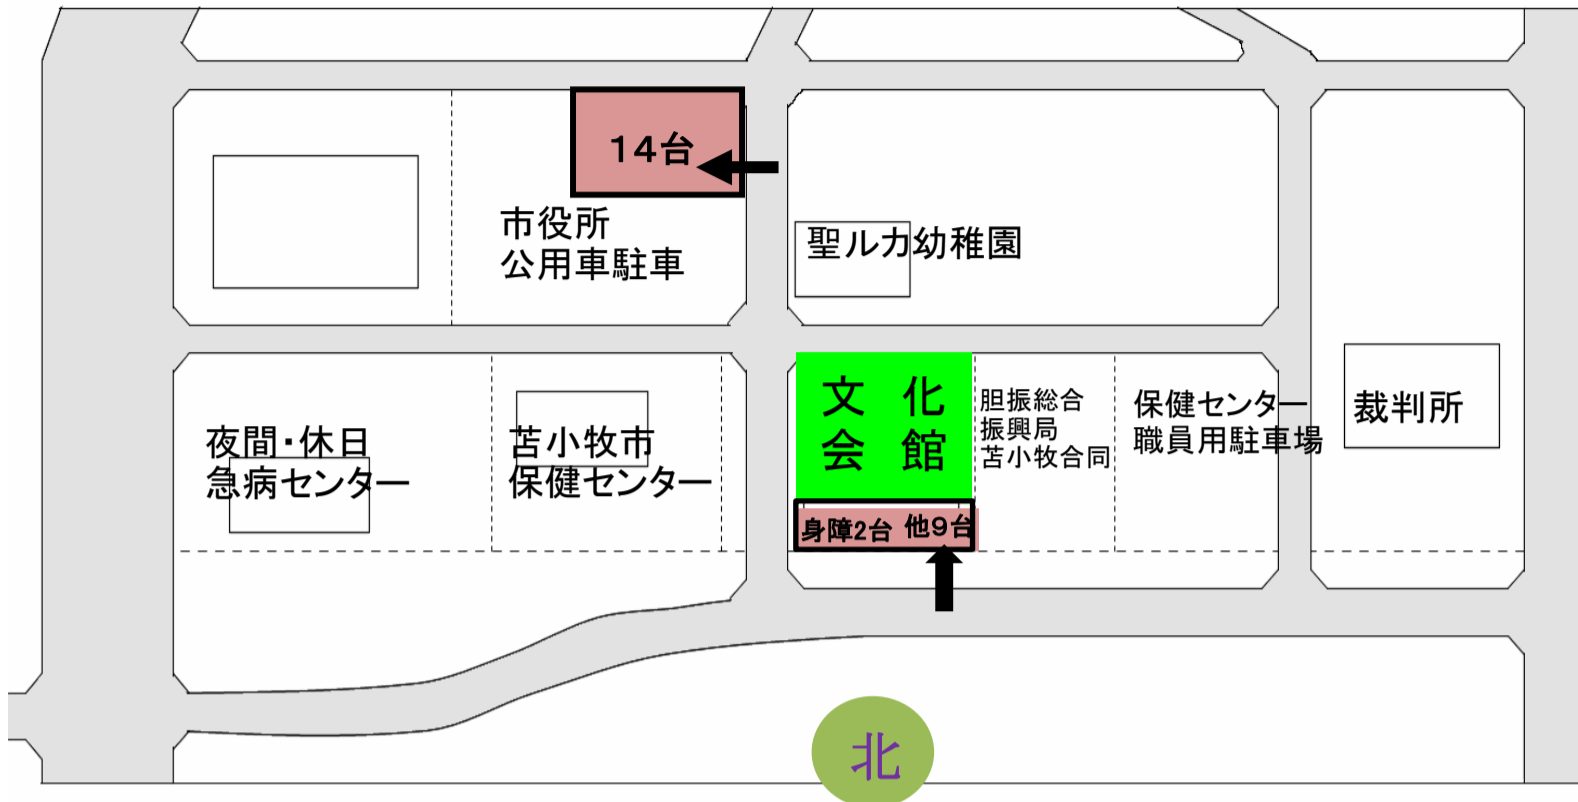 14台
市役所
公用車駐車
聖ルカ幼稚園
夜間・休日
急病センター
苫小牧市
保健センター
文 化
会 館
胆振総合
振興局
苫小牧合同
保健センター
職員用駐車場
裁判所
身障2台 他9台
北